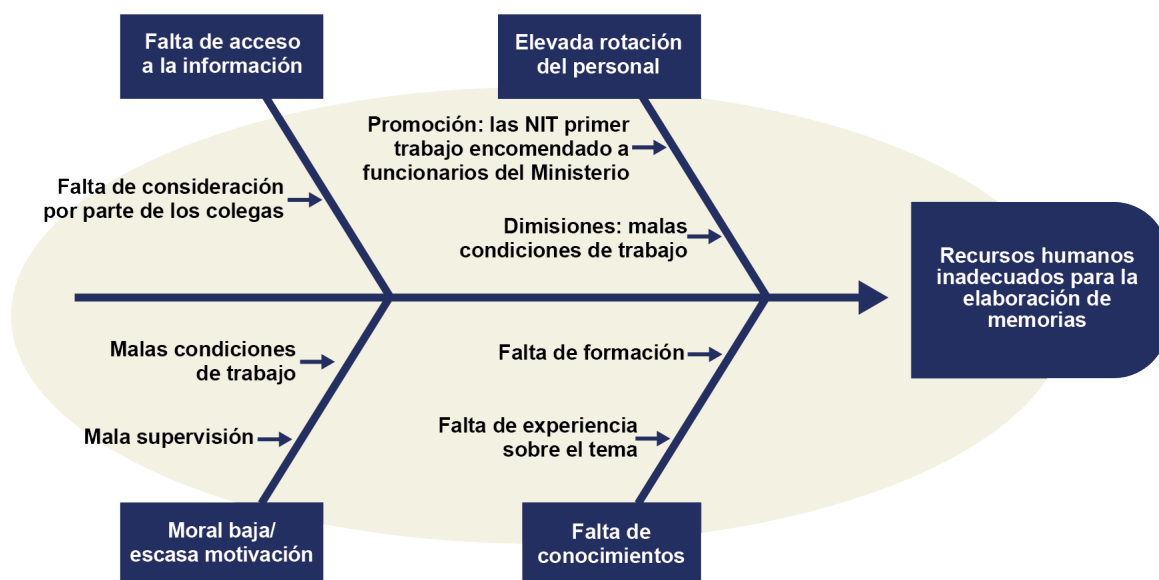 Falta de acceso
a la información
Elevada rotación
del personal
Promoción: las NIT primer
trabajo encomendado a
funcionarios del Ministerio
Falta de consideración
por parte de los colegas
Dimisiones: malas
condiciones de trabajo
Recursos humanos
inadecuados para la
elaboración de
memorias
Malas condiciones
de trabajo
Falta de formación
Mala supervisión
Falta de experiencia
sobre el tema
Moral baja/
escasa motivación
Falta de
conocimientos